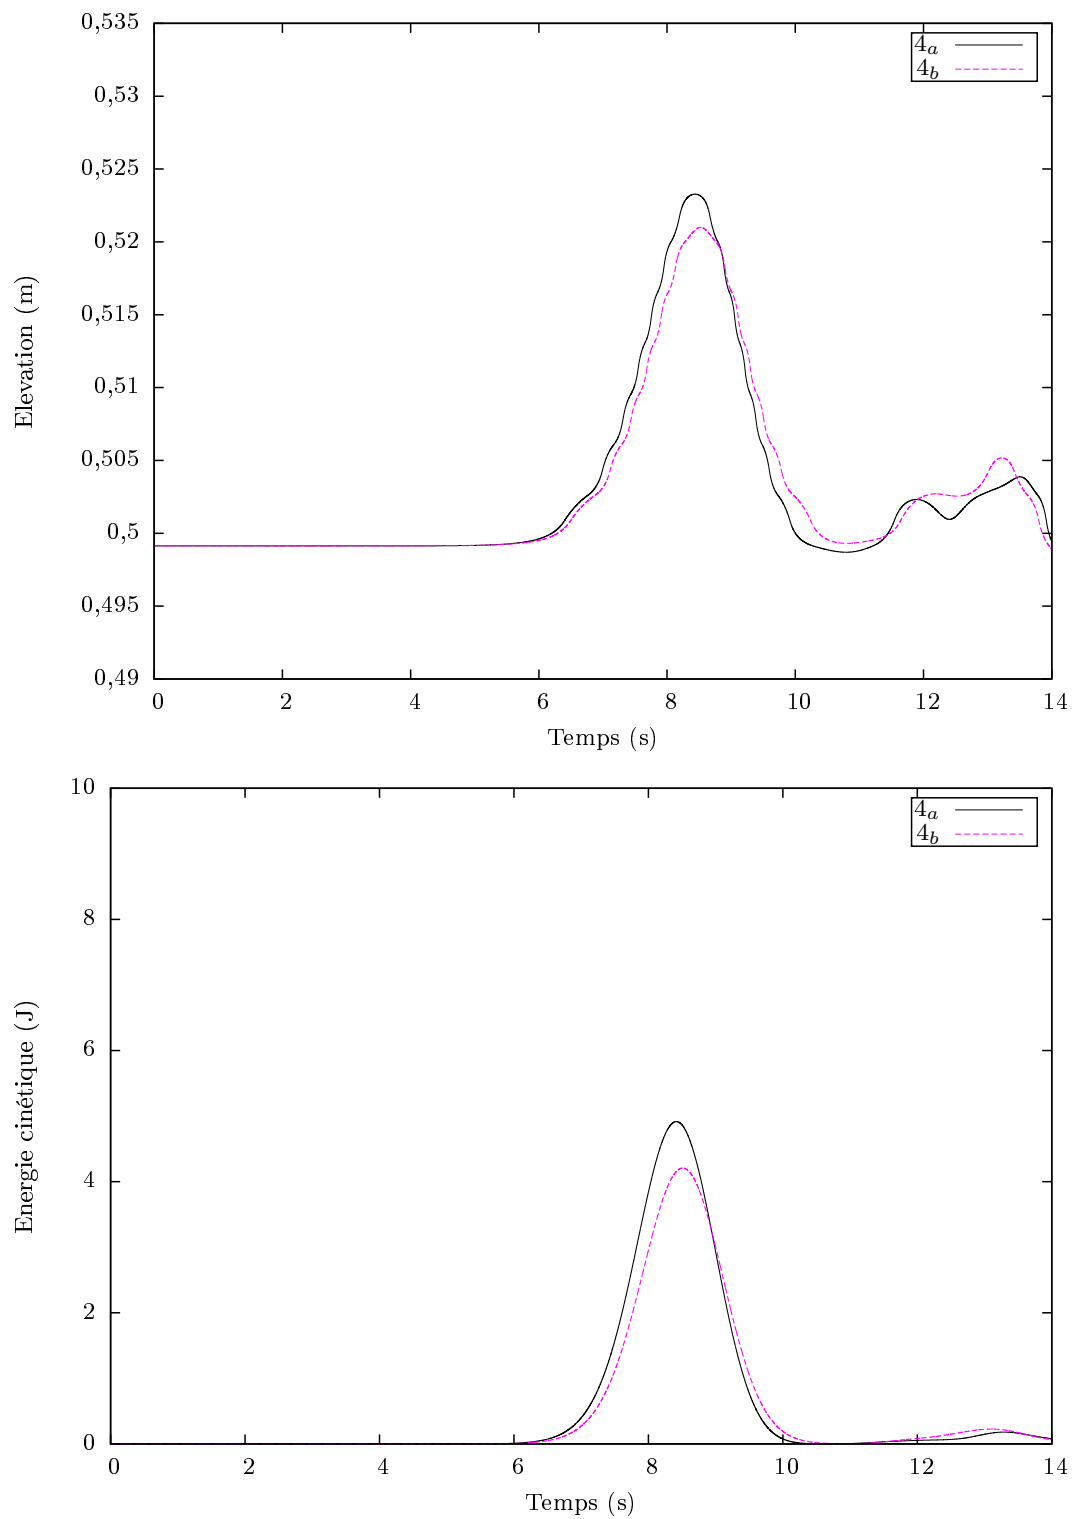 0,535
0,53
0,525
0,52
0,515
0,51
0,505
0,5
0,495
0,49
0 2 4 6 8 10 12 14
Elevation (m)
Temps (s)
4a
4b
10
8
6
4
2
0
0 2 4 6 8 10 12 14
Energie cinétique (J)
Temps (s)
4a
4b